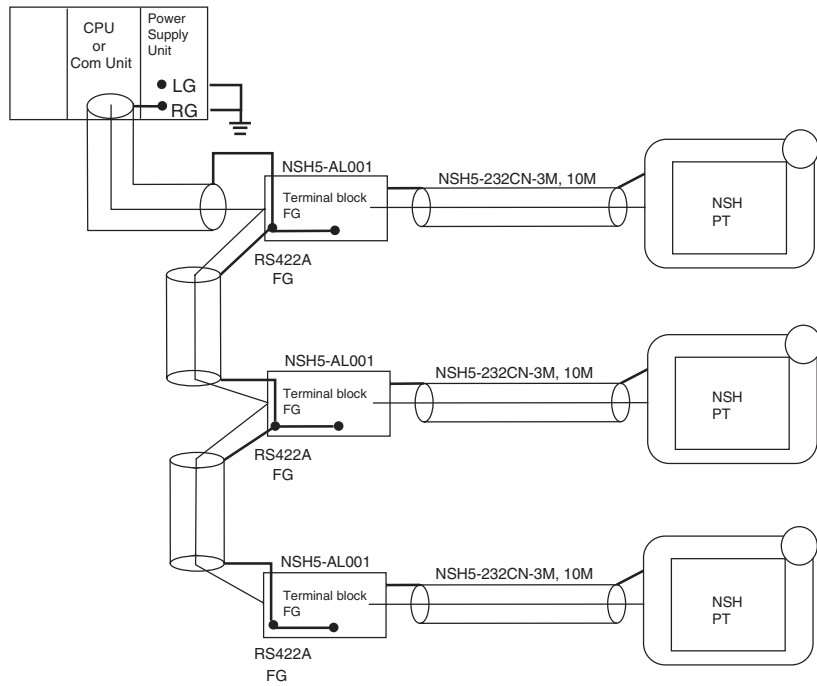 CPU
or
Com Unit
Power
Supply
Unit
LG
RG
NSH5-AL001
Terminal block
FG
RS422A
FG
NSH5-232CN-3M, 10M
NSH
PT
NSH5-AL001
Terminal block
FG
RS422A
FG
NSH5-232CN-3M, 10M
NSH
PT
NSH5-AL001
Terminal block
FG
RS422A
FG
NSH5-232CN-3M, 10M
NSH
PT